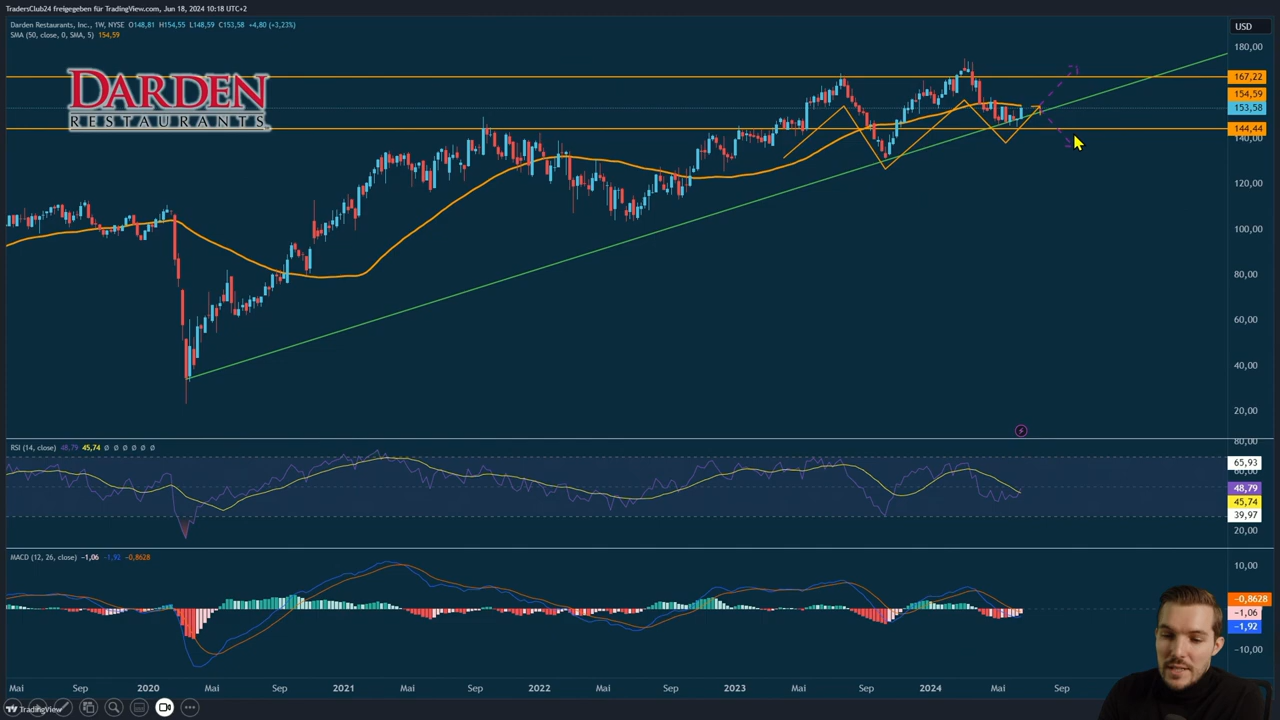 TradersClub24 freigegeben für TradingView.com, Jun 18, 2024 10:18 UTC+2
Darden Restaurants, Inc., 1W, NYSE O148,81 H154,55 L148,59 C153,58 +4,80 (+3,23%)
SMA (50, close, 0, SMA, 5) 154,59
USD
DARDEN
RESTAURANTS
180,00
167,22
154,59
153,58
144,44
140,00
120,00
100,00
80,00
60,00
40,00
20,00
RSI (14, close) 48,79 45,74 Ø Ø Ø Ø Ø Ø
80,00
65,93
60,00
48,79
45,74
39,97
20,00
MACD (12, 26, close) −1,06 −1,92 −0,8628
10,00
−0,8628
−1,06
−1,92
−10,00
Mai Sep 2020 Mai Sep 2021 Mai Sep 2022 Mai Sep 2023 Mai Sep 2024 Mai Sep
TradingView